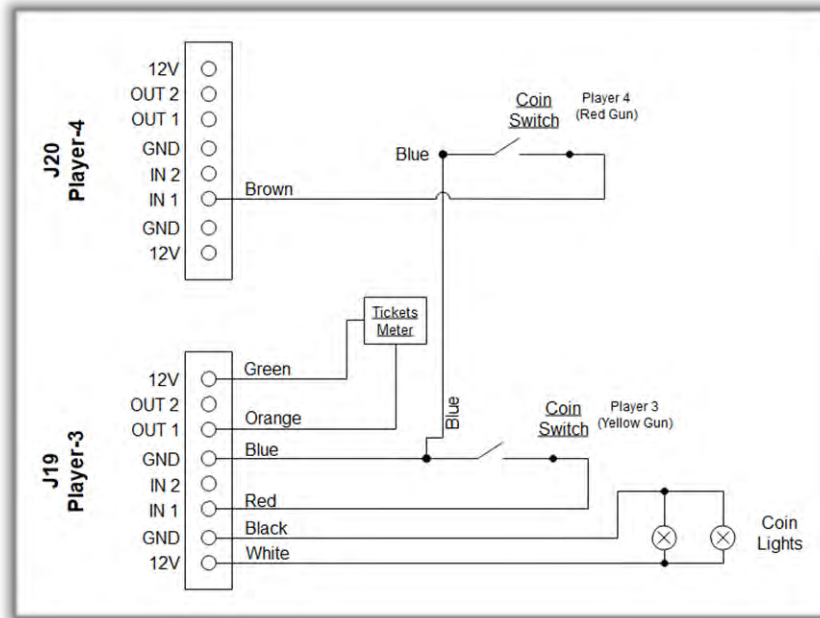 J20
Player-4
12V
OUT 2
OUT 1
GND
IN 2
IN 1
GND
12V
Brown
Blue
Coin
Switch
Player 4
(Red Gun)
Tickets
Meter
J19
Player-3
12V
OUT 2
OUT 1
GND
IN 2
IN 1
GND
12V
Green
Orange
Blue
Red
Black
White
Blue
Coin
Switch
Player 3
(Yellow Gun)
Coin
Lights